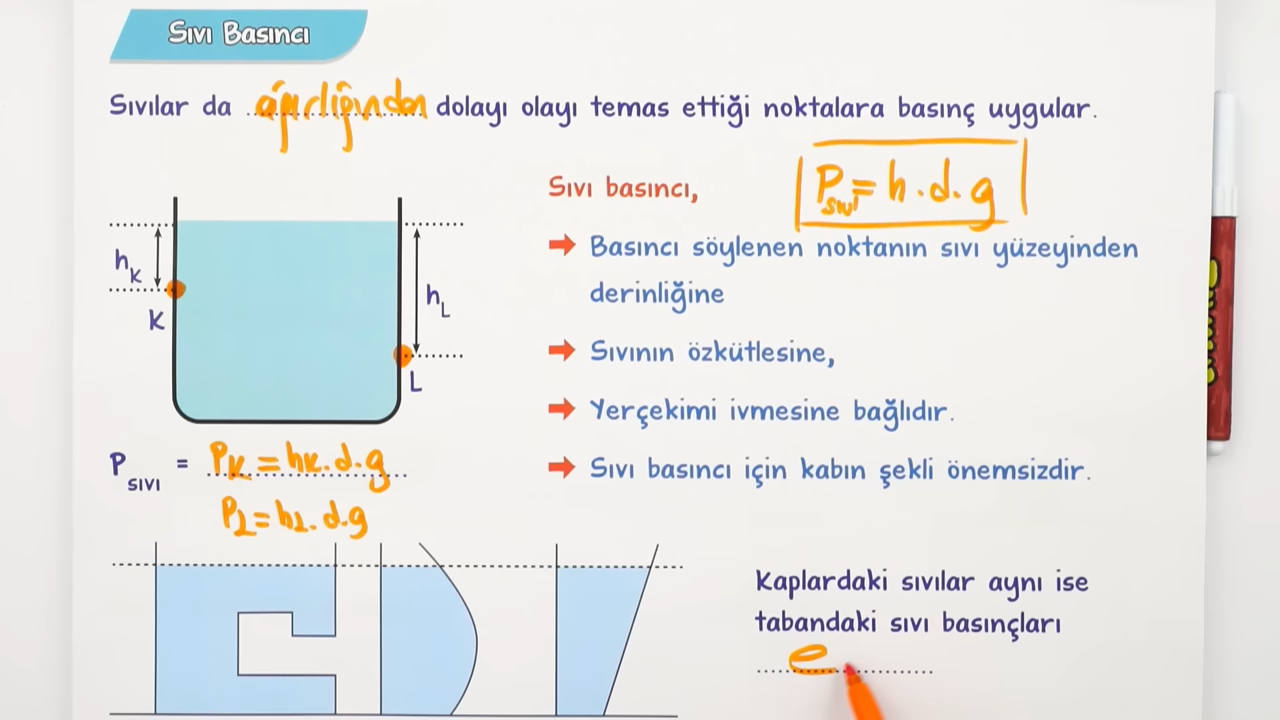 Sıvı Basıncı
Sıvılar da ağırlığından dolayı olayı temas ettiği noktalara basınç uygular.
Sıvı basıncı,
P sıvı = h.d.g
Basıncı söylenen noktanın sıvı yüzeyinden
derinliğine
Sıvının özkütlesine,
Yerçekimi ivmesine bağlıdır.
Sıvı basıncı için kabın şekli önemsizdir.
hK
K
hL
L
P SIVI = PK = hK.d.g
PL = hL.d.g
Kaplardaki sıvılar aynı ise
tabandaki sıvı basınçları
e